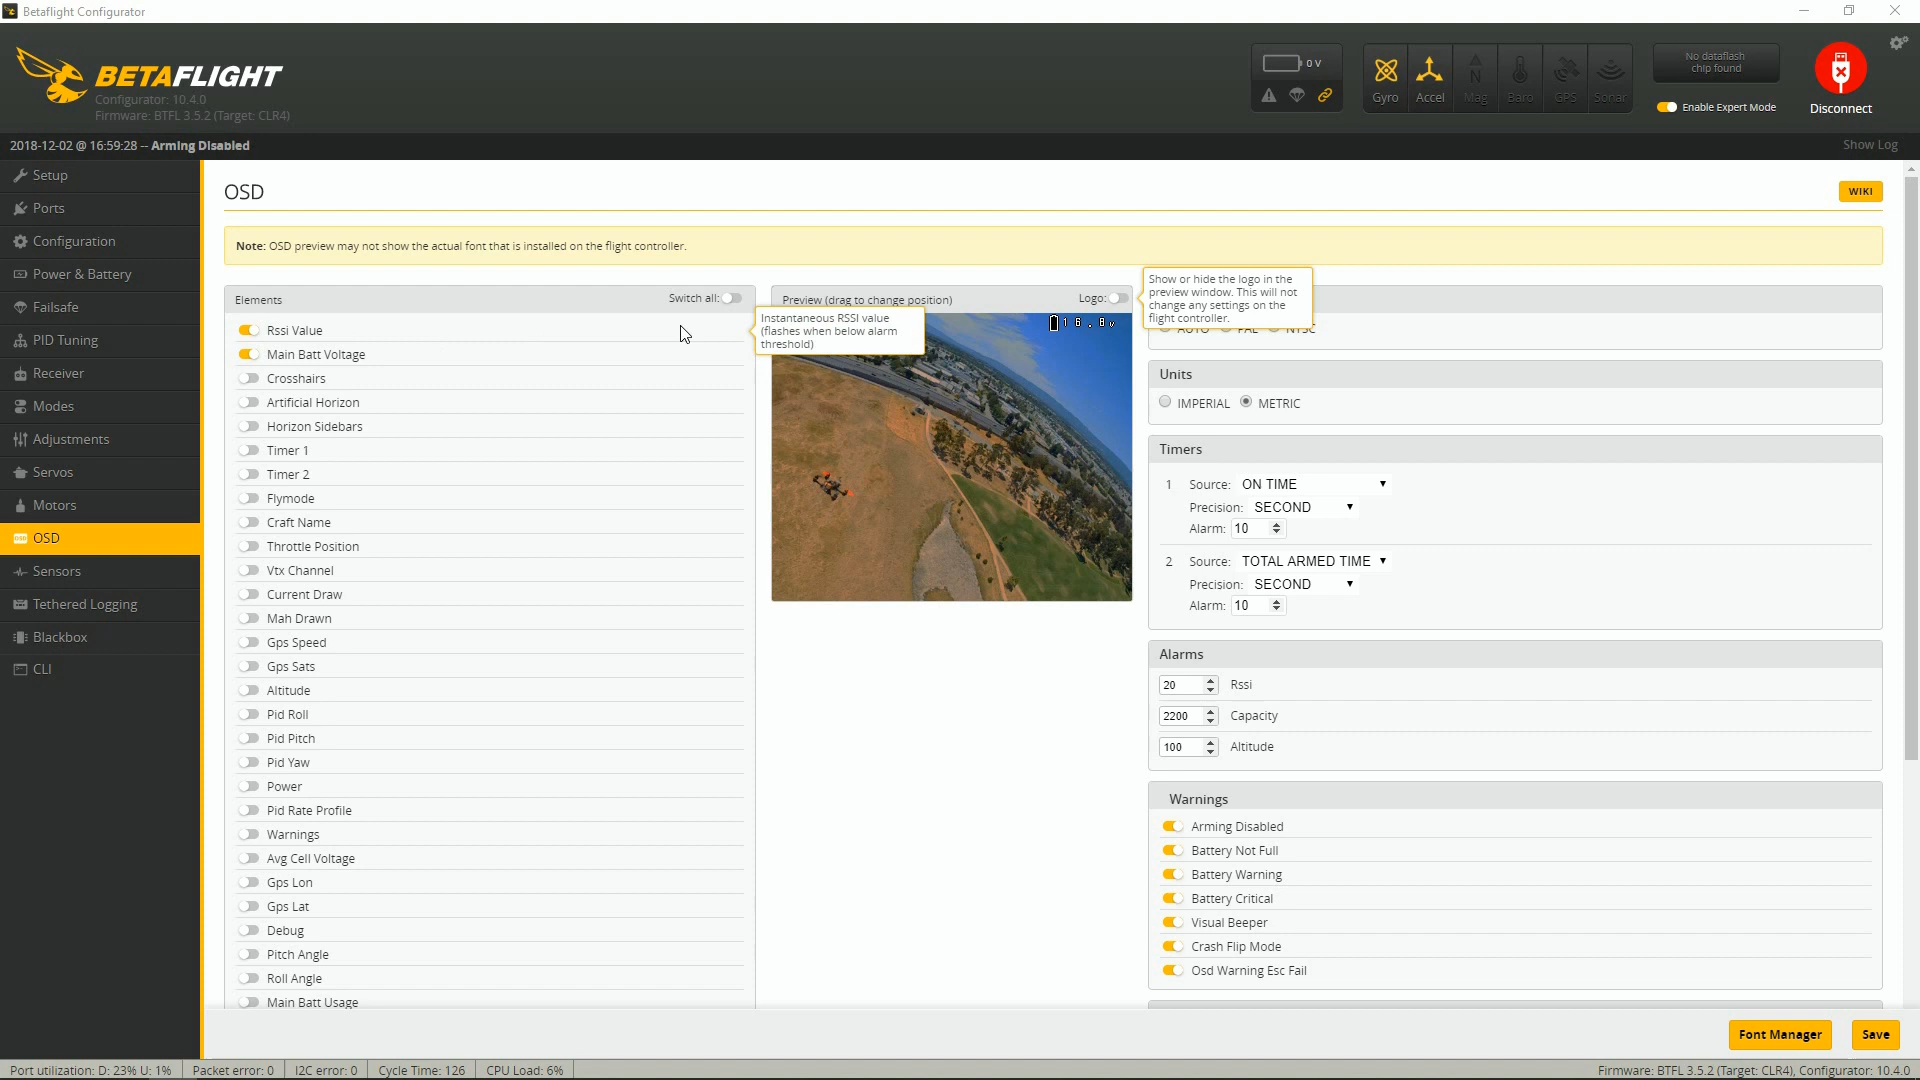 Betaflight Configurator
BETAFLIGHT
Configurator: 10.4.0
Firmware: BTFL 3.5.2 (Target: CLR4)
0 V
Gyro
Accel
Mag
Baro
GPS
Sonar
No dataflash
chip found
Enable Expert Mode
Disconnect
2018-12-02 @ 16:59:28 -- Arming Disabled
Show Log
Setup
Ports
Configuration
Power & Battery
Failsafe
PID Tuning
Receiver
Modes
Adjustments
Servos
Motors
OSD
Sensors
Tethered Logging
Blackbox
CLI
OSD
WIKI
Note: OSD preview may not show the actual font that is installed on the flight controller.
Elements
Switch all:
Rssi Value
Main Batt Voltage
Crosshairs
Artificial Horizon
Horizon Sidebars
Timer 1
Timer 2
Flymode
Craft Name
Throttle Position
Vtx Channel
Current Draw
Mah Drawn
Gps Speed
Gps Sats
Altitude
Pid Roll
Pid Pitch
Pid Yaw
Power
Pid Rate Profile
Warnings
Avg Cell Voltage
Gps Lon
Gps Lat
Debug
Pitch Angle
Roll Angle
Main Batt Usage
Instantaneous RSSI value
(flashes when below alarm
threshold)
Preview (drag to change position)
Logo:
16.8v
Show or hide the logo in the
preview window. This will not
change any settings on the
flight controller.
AUTO PAL NTSC
Units
IMPERIAL METRIC
Timers
1 Source: ON TIME
Precision: SECOND
Alarm: 10
2 Source: TOTAL ARMED TIME
Precision: SECOND
Alarm: 10
Alarms
20 Rssi
2200 Capacity
100 Altitude
Warnings
Arming Disabled
Battery Not Full
Battery Warning
Battery Critical
Visual Beeper
Crash Flip Mode
Osd Warning Esc Fail
Font Manager
Save
Port utilization: D: 23% U: 1%
Packet error: 0
I2C error: 0
Cycle Time: 126
CPU Load: 6%
Firmware: BTFL 3.5.2 (Target: CLR4), Configurator: 10.4.0